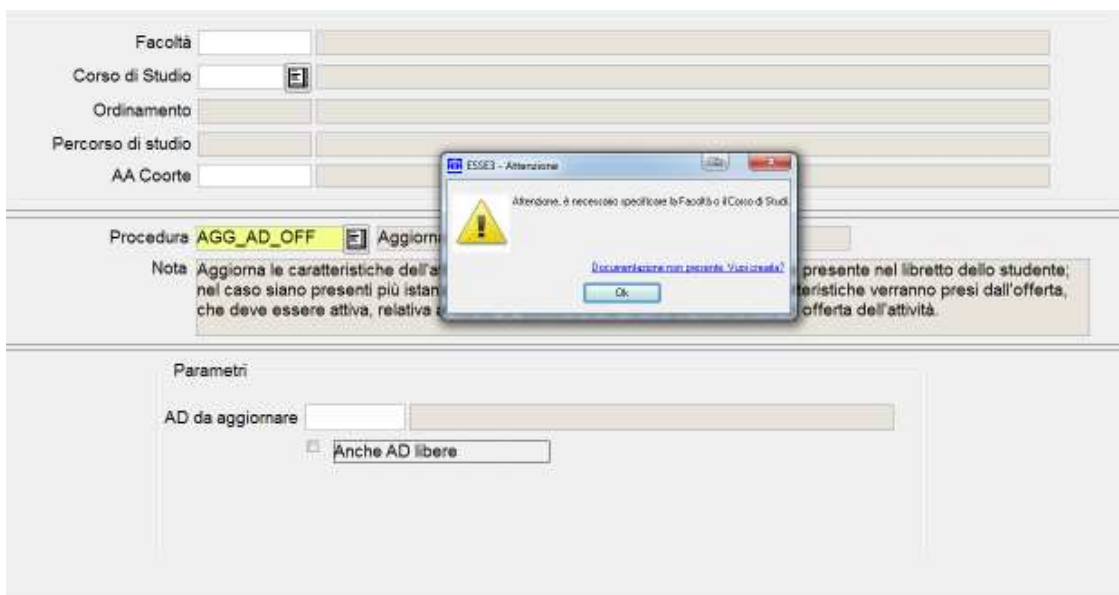 Facoltà
Corso di Studio
Ordinamento
Percorso di studio
AA Coorte
ESSE3 - Attenzione
Attenzione, è necessario specificare la Facoltà o il Corso di Studi.
Documentazione non presente. Vuoi crearla?
Ok
Procedura AGG_AD_OFF Aggiorn
Nota Aggiorna le caratteristiche dell'a presente nel libretto dello studente;
nel caso siano presenti più istan eristiche verranno presi dall'offerta,
che deve essere attiva, relativa a offerta dell'attività.
Parametri
AD da aggiornare
Anche AD libere